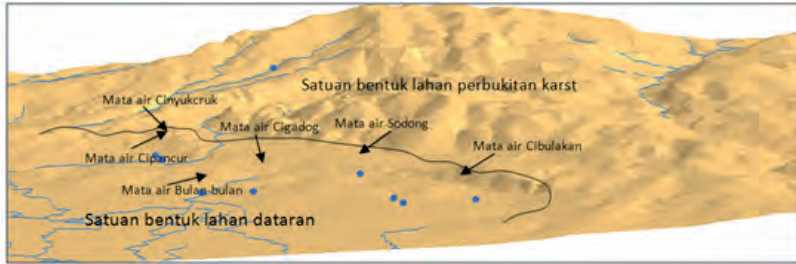 Satuan bentuk lahan perbukitan karst
Mata air Cinyukcruk
Mata air Cigadog
Mata air Sodong
Mata air Cibulakan
Mata air Cipancur
Mata air Bulan-bulan
Satuan bentuk lahan dataran